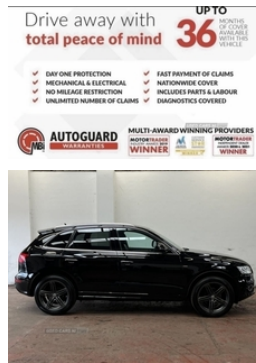 Drive away with
total peace of mind
UP TO
36
MONTHS
OF COVER
AVAILABLE
WITH THIS
VEHICLE
DAY ONE PROTECTION
MECHANICAL & ELECTRICAL
NO MILEAGE RESTRICTION
UNLIMITED NUMBER OF CLAIMS
FAST PAYMENT OF CLAIMS
NATIONWIDE COVER
INCLUDES PARTS & LABOUR
DIAGNOSTICS COVERED
AUTOGUARD
WARRANTIES
MULTI-AWARD WINNING PROVIDERS
MOTORTRADER
WINNER
MOTORTRADER
WINNER